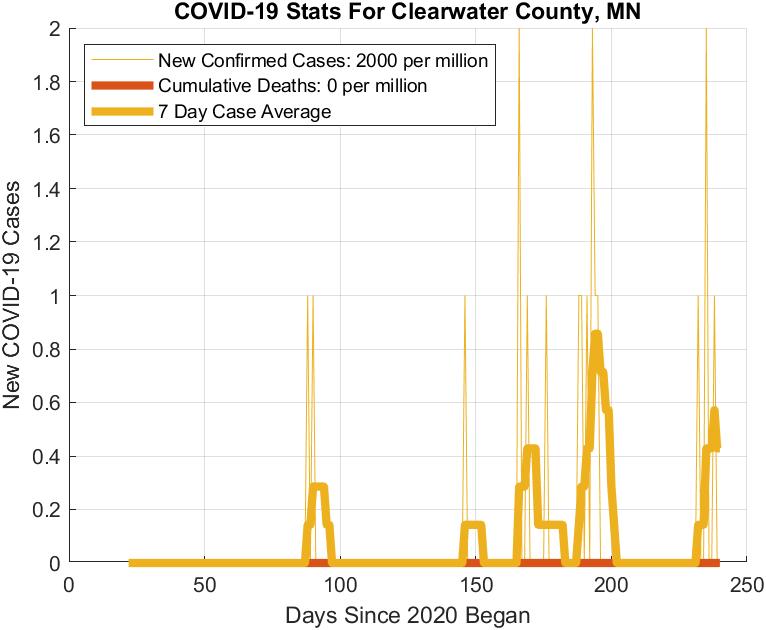 COVID-19 Stats For Clearwater County, MN
New Confirmed Cases: 2000 per million
Cumulative Deaths: 0 per million
7 Day Case Average
New COVID-19 Cases
2
1.8
1.6
1.4
1.2
1
0.8
0.6
0.4
0.2
0
0 50 100 150 200 250
Days Since 2020 Began